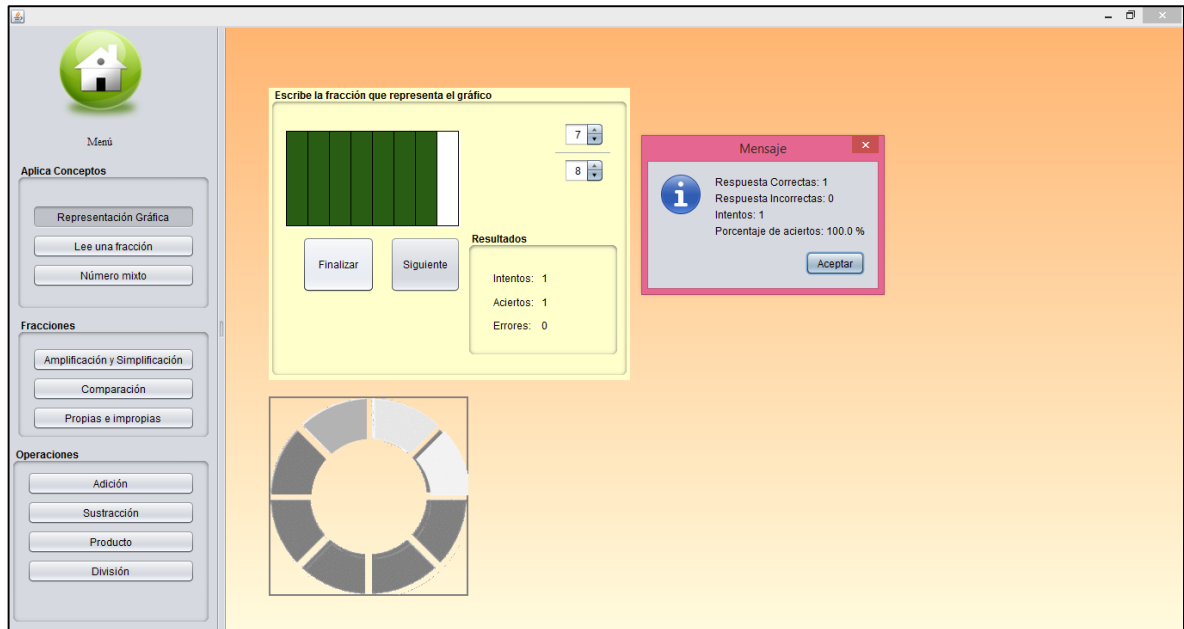 Menú
Aplica Conceptos
Representación Gráfica
Lee una fracción
Número mixto
Fracciones
Amplificación y Simplificación
Comparación
Propias e impropias
Operaciones
Adición
Sustracción
Producto
División
Escribe la fracción que representa el gráfico
7
8
Finalizar
Siguiente
Resultados
Intentos: 1
Aciertos: 1
Errores: 0
Mensaje
Respuesta Correctas: 1
Respuesta Incorrectas: 0
Intentos: 1
Porcentaje de aciertos: 100.0 %
Aceptar